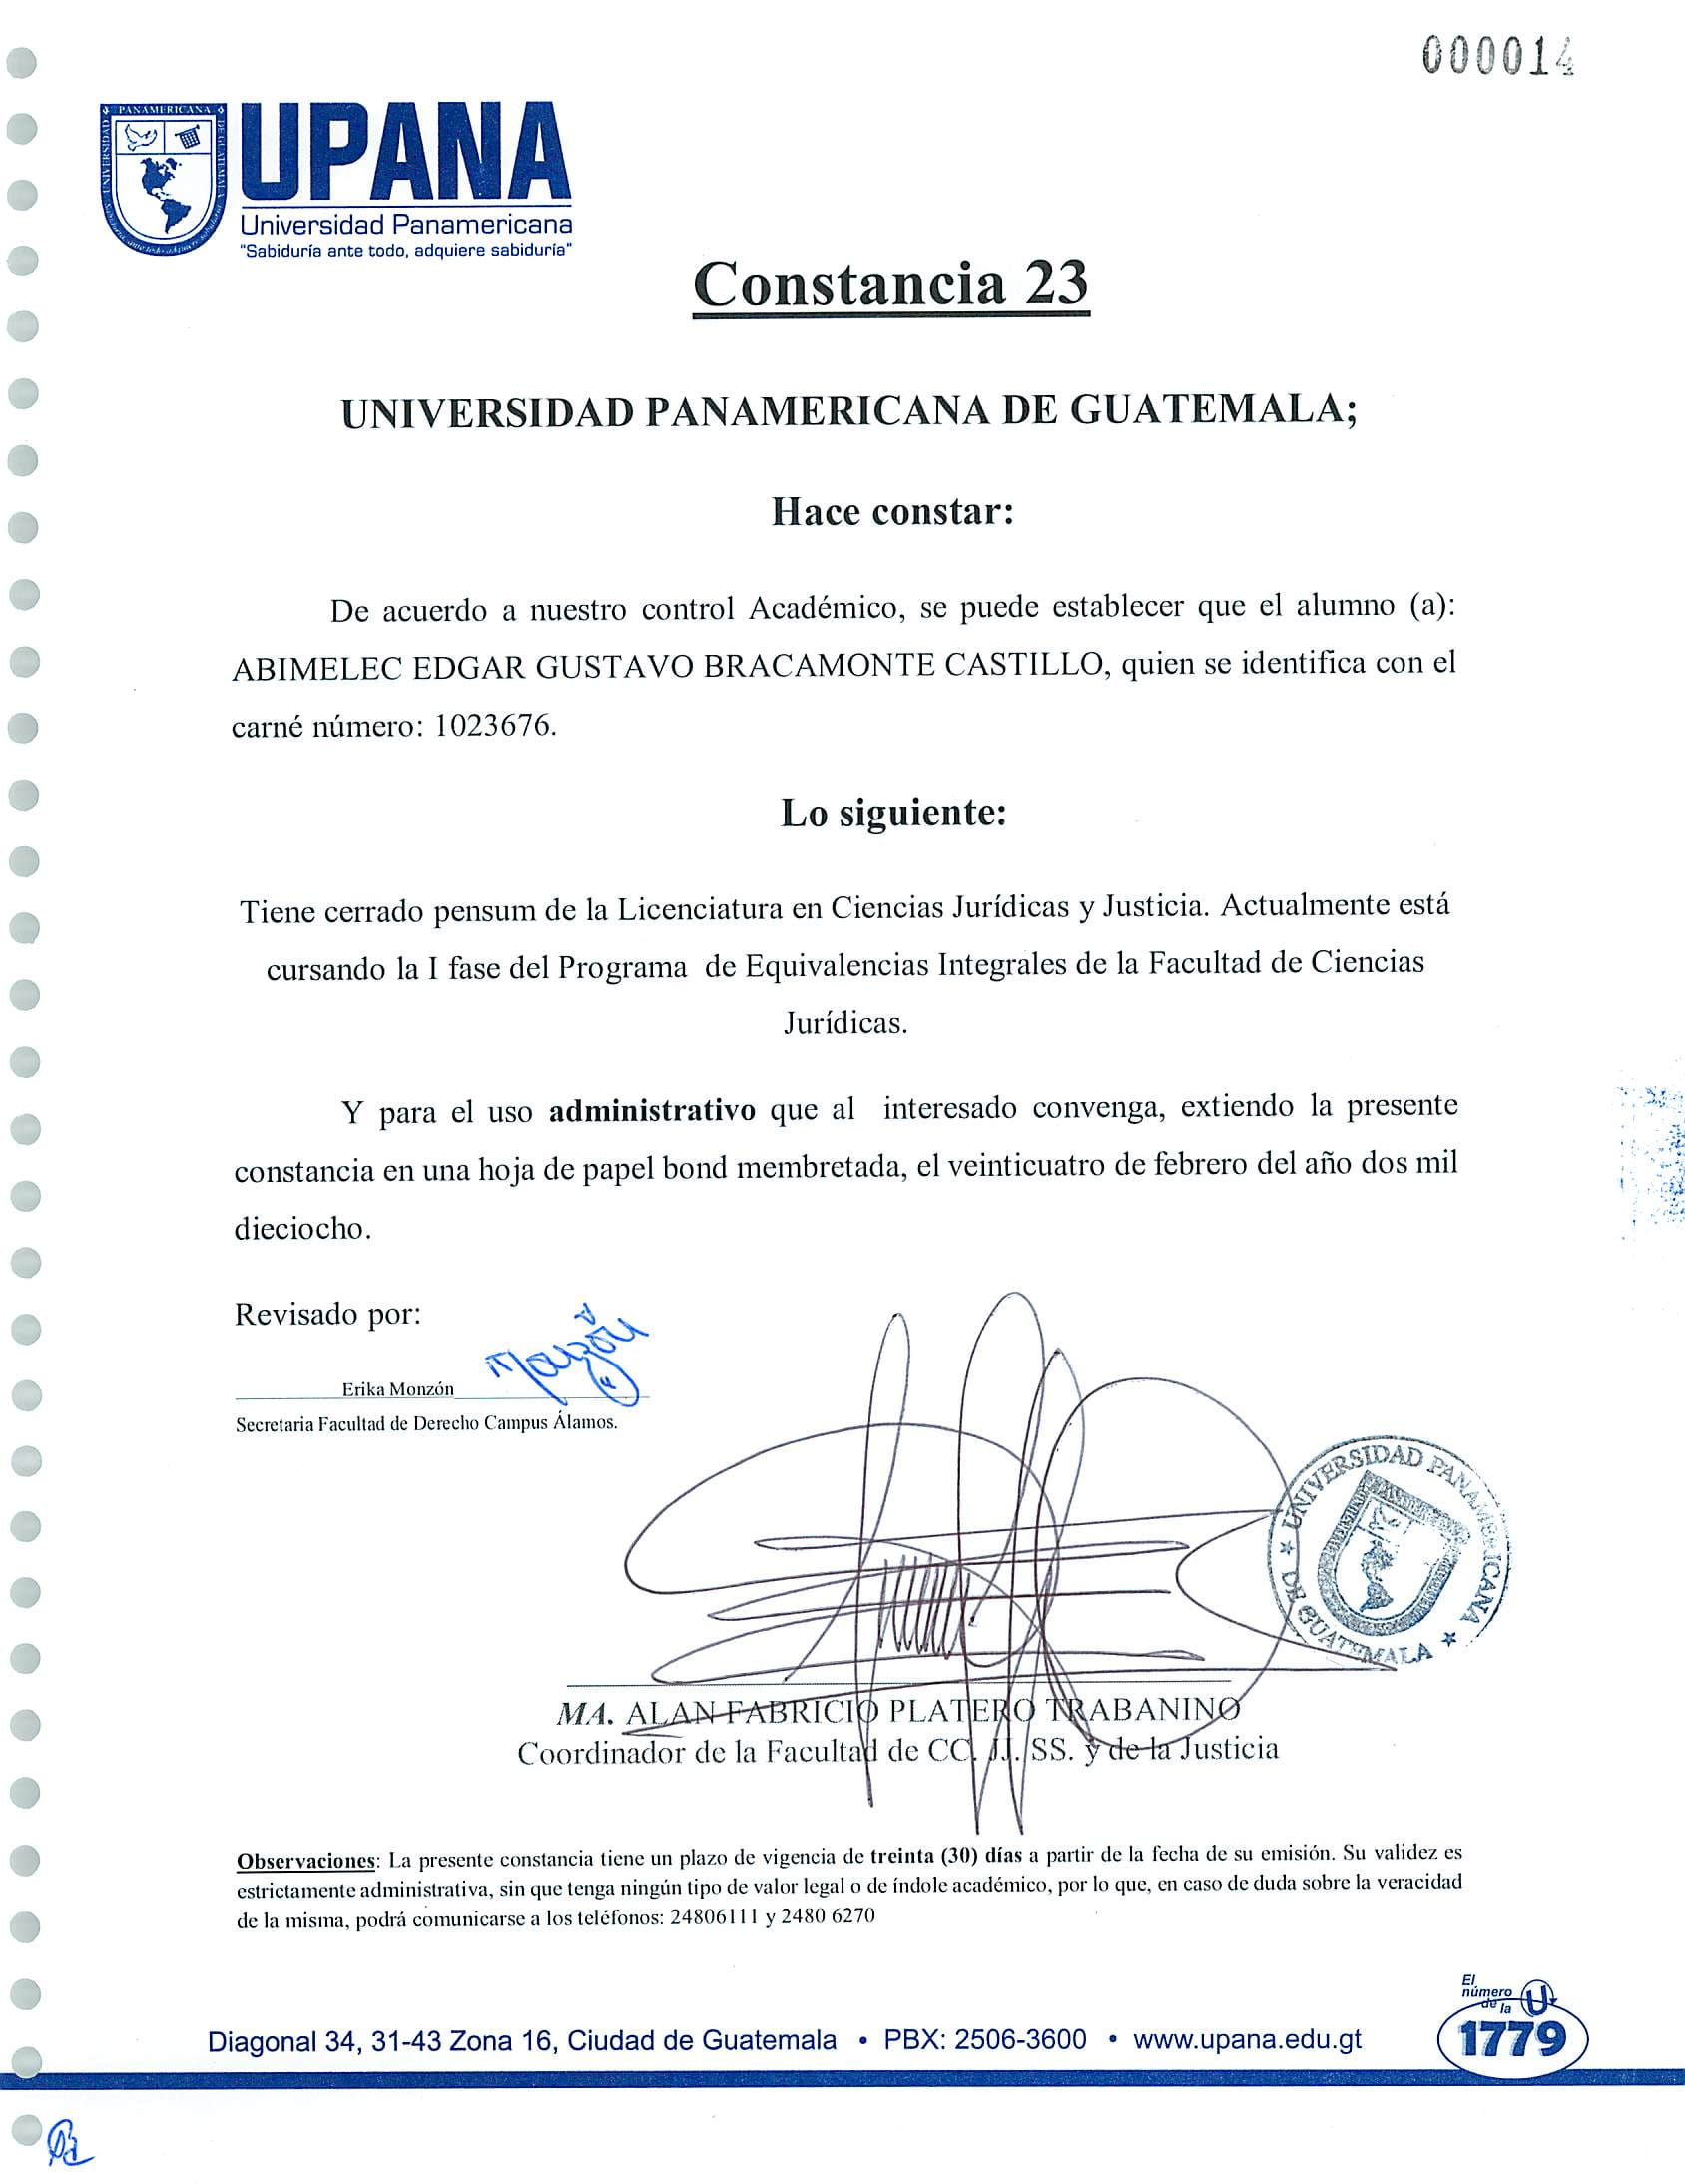 000014
PANAMERICANA
UNIVERSIDAD
DE GUATEMALA
UPANA
Universidad Panamericana
"Sabiduría ante todo, adquiere sabiduría"
Constancia 23
UNIVERSIDAD PANAMERICANA DE GUATEMALA;
Hace constar:
De acuerdo a nuestro control Académico, se puede establecer que el alumno (a):
ABIMELEC EDGAR GUSTAVO BRACAMONTE CASTILLO, quien se identifica con el
carné número: 1023676.
Lo siguiente:
Tiene cerrado pensum de la Licenciatura en Ciencias Jurídicas y Justicia. Actualmente está
cursando la I fase del Programa de Equivalencias Integrales de la Facultad de Ciencias
Jurídicas.
Y para el uso administrativo que al interesado convenga, extiendo la presente
constancia en una hoja de papel bond membretada, el veinticuatro de febrero del año dos mil
dieciocho.
Revisado por:
Monzón
Erika Monzón
Secretaria Facultad de Derecho Campus Álamos.
UNIVERSIDAD PANAMERICANA
DE GUATEMALA
MA. ALAN FABRICIO PLATERO TRABANINO
Coordinador de la Facultad de CC. JJ. SS. y de la Justicia
Observaciones: La presente constancia tiene un plazo de vigencia de treinta (30) días a partir de la fecha de su emisión. Su validez es
estrictamente administrativa, sin que tenga ningún tipo de valor legal o de índole académico, por lo que, en caso de duda sobre la veracidad
de la misma, podrá comunicarse a los teléfonos: 24806111 y 2480 6270
El
número
de la U
1779
Diagonal 34, 31-43 Zona 16, Ciudad de Guatemala • PBX: 2506-3600 • www.upana.edu.gt